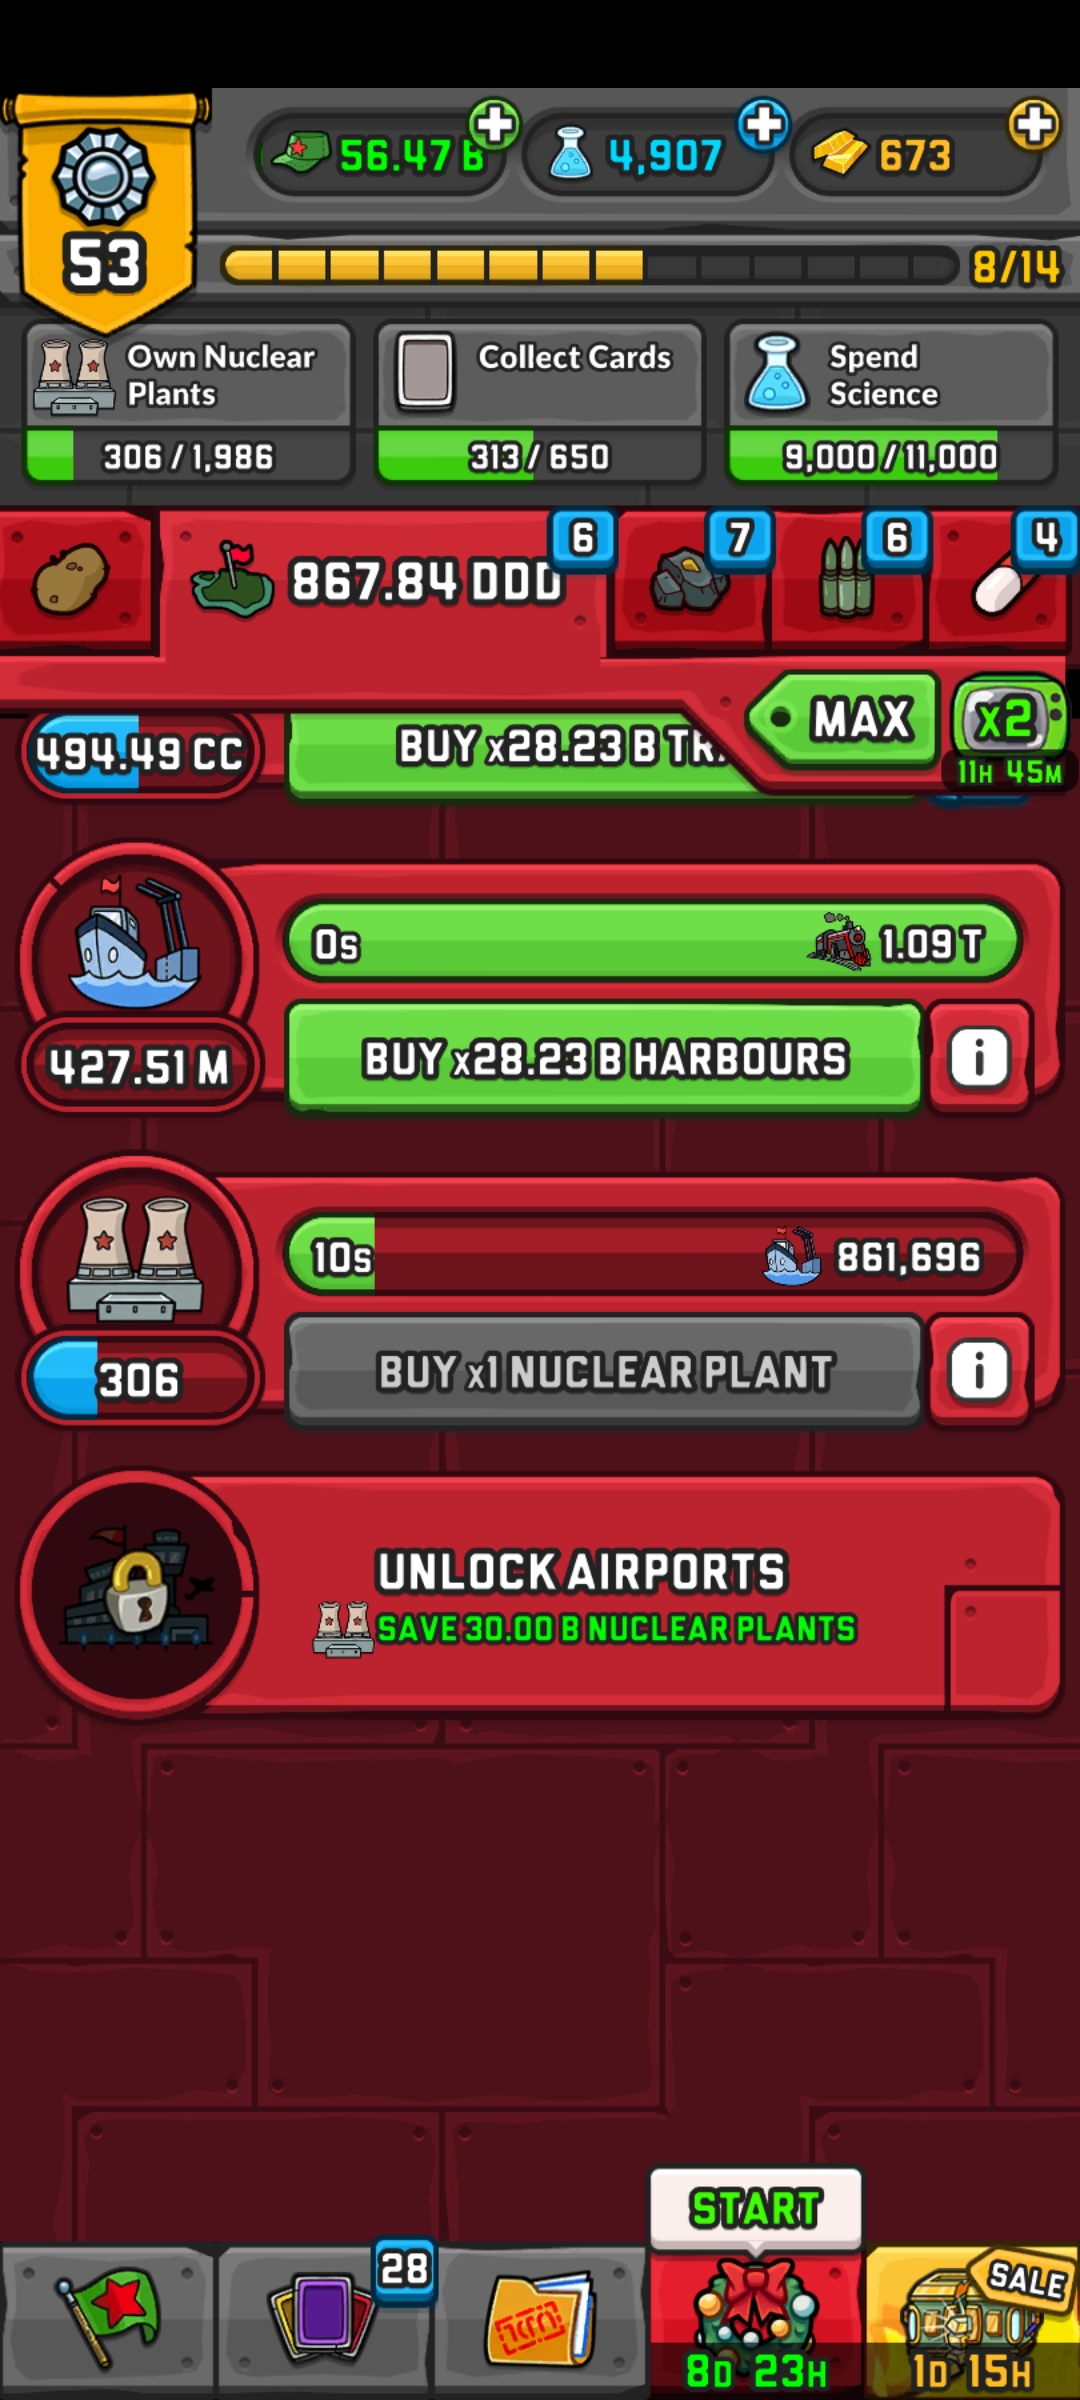 56.47 B
4,907
673
53
8/14
Own Nuclear
Plants
306/1,986
Collect Cards
313/650
Spend
Science
9,000/11,000
867.84 DDD
6
7
6
4
MAX
x2
11H 45M
494.49 CC
BUY x28.23 B
0s
1.09 T
427.51 M
BUY x28.23 B HARBOURS
i
10s
861,696
306
BUY x1 NUCLEAR PLANT
i
UNLOCK AIRPORTS
SAVE 30.00 B NUCLEAR PLANTS
START
28
SALE
8D 23H
1D 15H